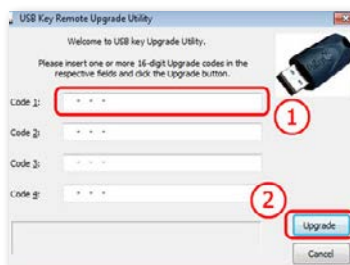 USB Key Remote Upgrade Utility
Welcome to USB key Upgrade Utility.
Please insert one or more 16-digit Upgrade codes in the
respective fields and click the Upgrade button.
Code 1:
1
Code 2:
Code 3:
Code 4:
2
Upgrade
Cancel